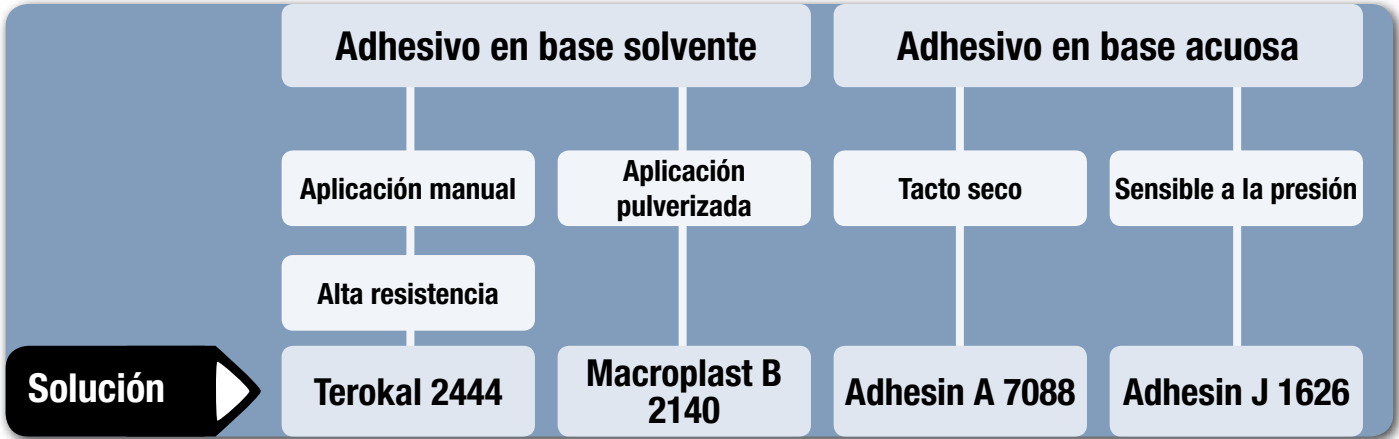 Adhesivo en base solvente
Adhesivo en base acuosa
Aplicación manual
Aplicación
pulverizada
Tacto seco
Sensible a la presión
Alta resistencia
Solución
Terokal 2444
Macroplast B
2140
Adhesin A 7088
Adhesin J 1626